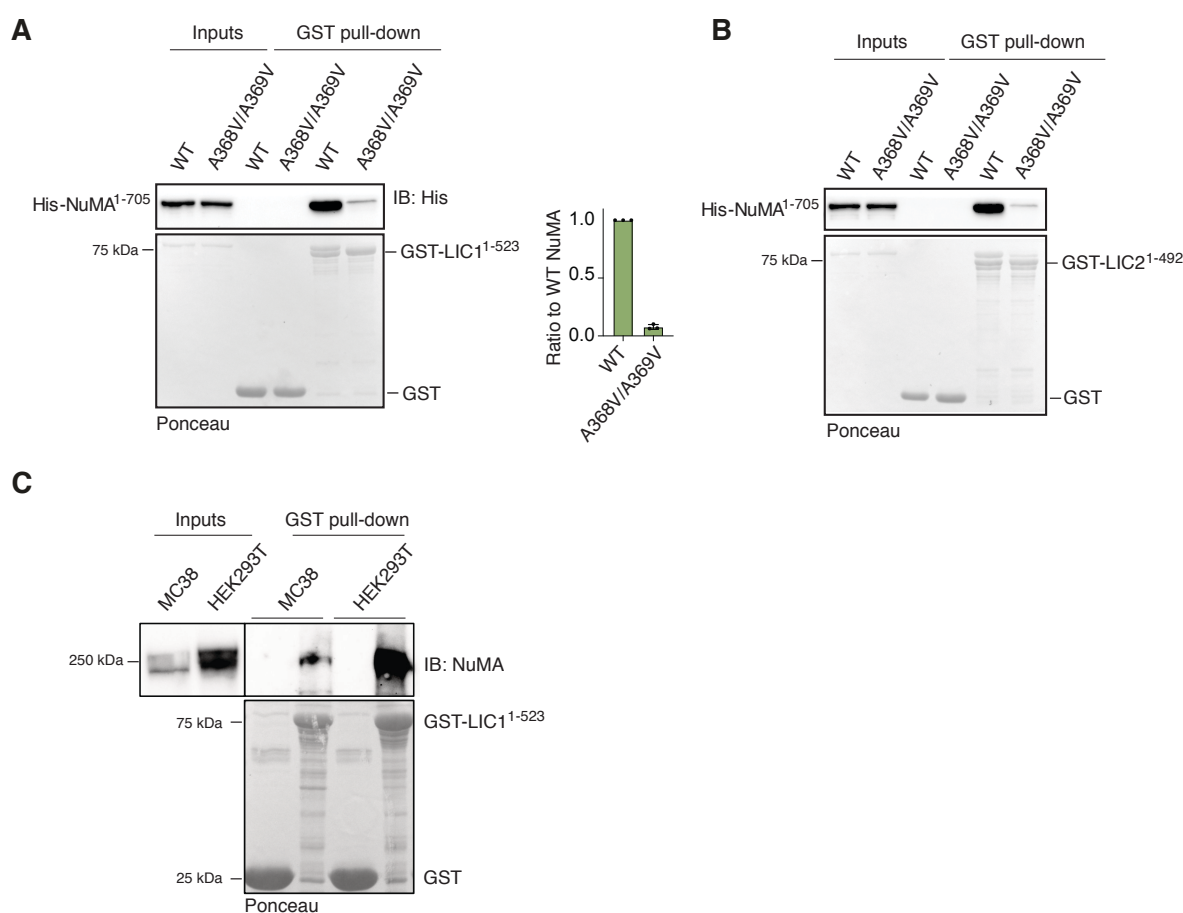 A
Inputs
GST pull-down
WT
A368V/A369V
WT
A368V/A369V
WT
A368V/A369V
His-NuMA1-705
IB: His
75 kDa
GST-LIC11-523
GST
Ponceau
Ratio to WT NuMA
1.0
0.5
0.0
WT
A368V/A369V
B
Inputs
GST pull-down
WT
A368V/A369V
WT
A368V/A369V
WT
A368V/A369V
His-NuMA1-705
75 kDa
GST-LIC21-492
GST
Ponceau
C
Inputs
GST pull-down
MC38
HEK293T
MC38
HEK293T
250 kDa
IB: NuMA
75 kDa
GST-LIC11-523
25 kDa
GST
Ponceau